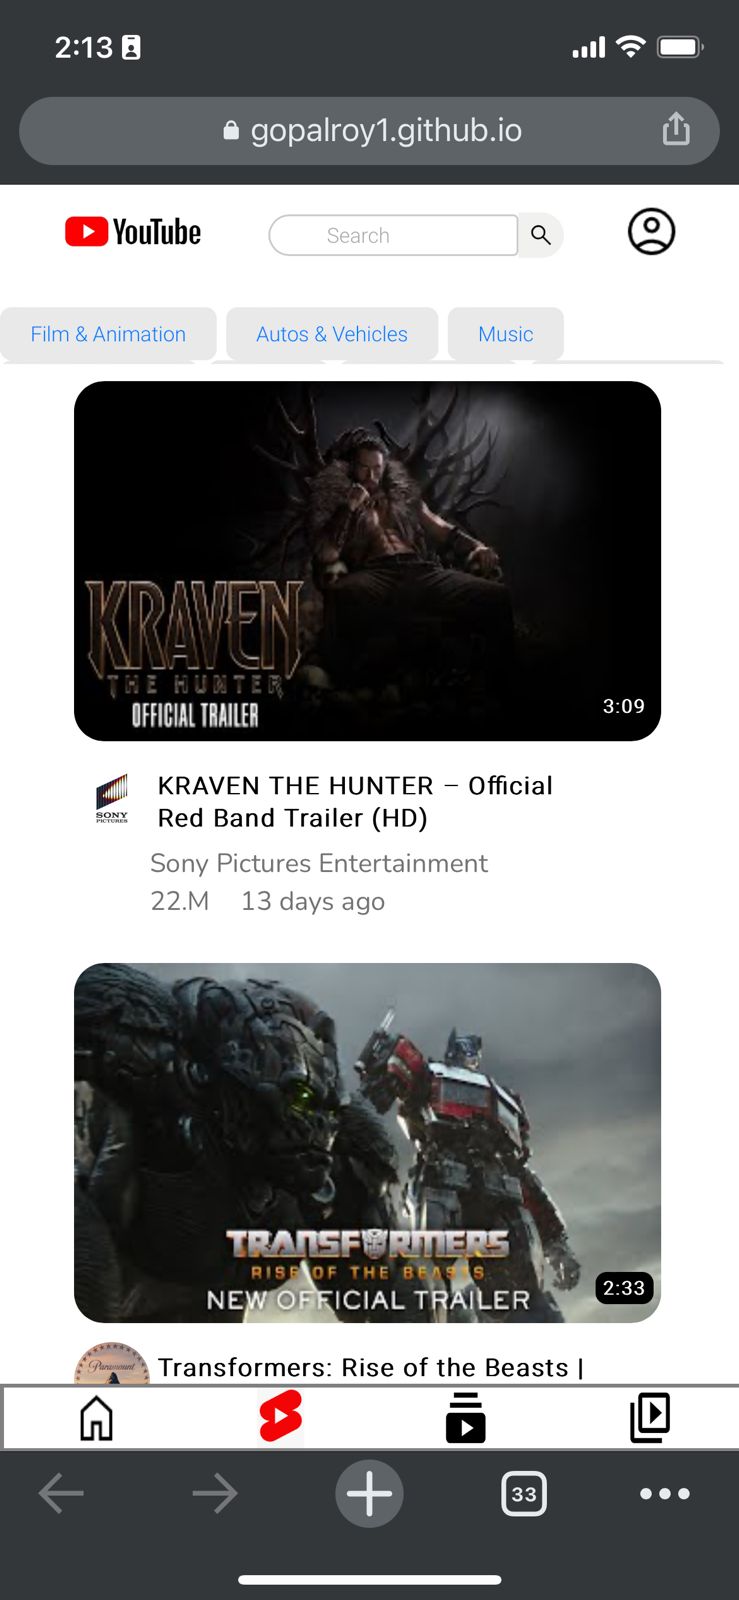 2:13
gopalroy1.github.io
YouTube
Search
Film & Animation
Autos & Vehicles
Music
KRAVEN
THE HUNTER
OFFICIAL TRAILER
3:09
SONY
PICTURES
KRAVEN THE HUNTER – Official
Red Band Trailer (HD)
Sony Pictures Entertainment
22.M 13 days ago
TRANSFORMERS
RISE OF THE BEASTS
NEW OFFICIAL TRAILER
2:33
Paramount
Transformers: Rise of the Beasts |
33